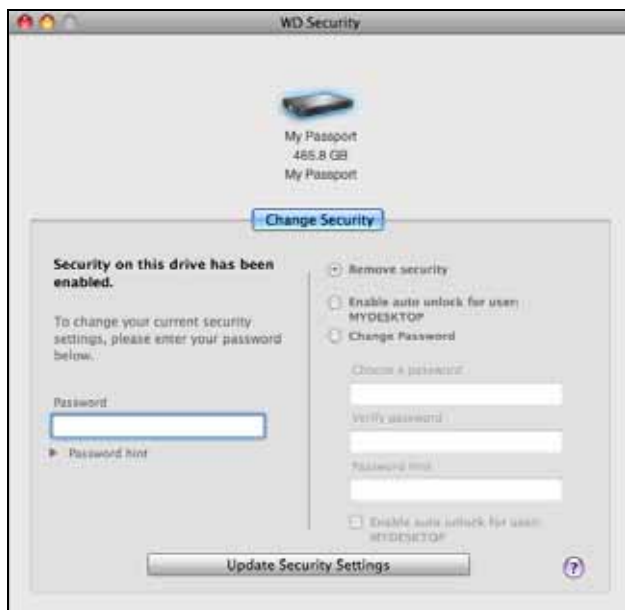 WD Security
My Passport
465.8 GB
My Passport
Change Security
Security on this drive has been
enabled.
To change your current security
settings, please enter your password
below.
Password
Password hint
Remove security
Enable auto unlock for user:
MYDESKTOP
Change Password
Choose a password
Verify password
Password hint
Enable auto unlock for user:
MYDESKTOP
Update Security Settings
?